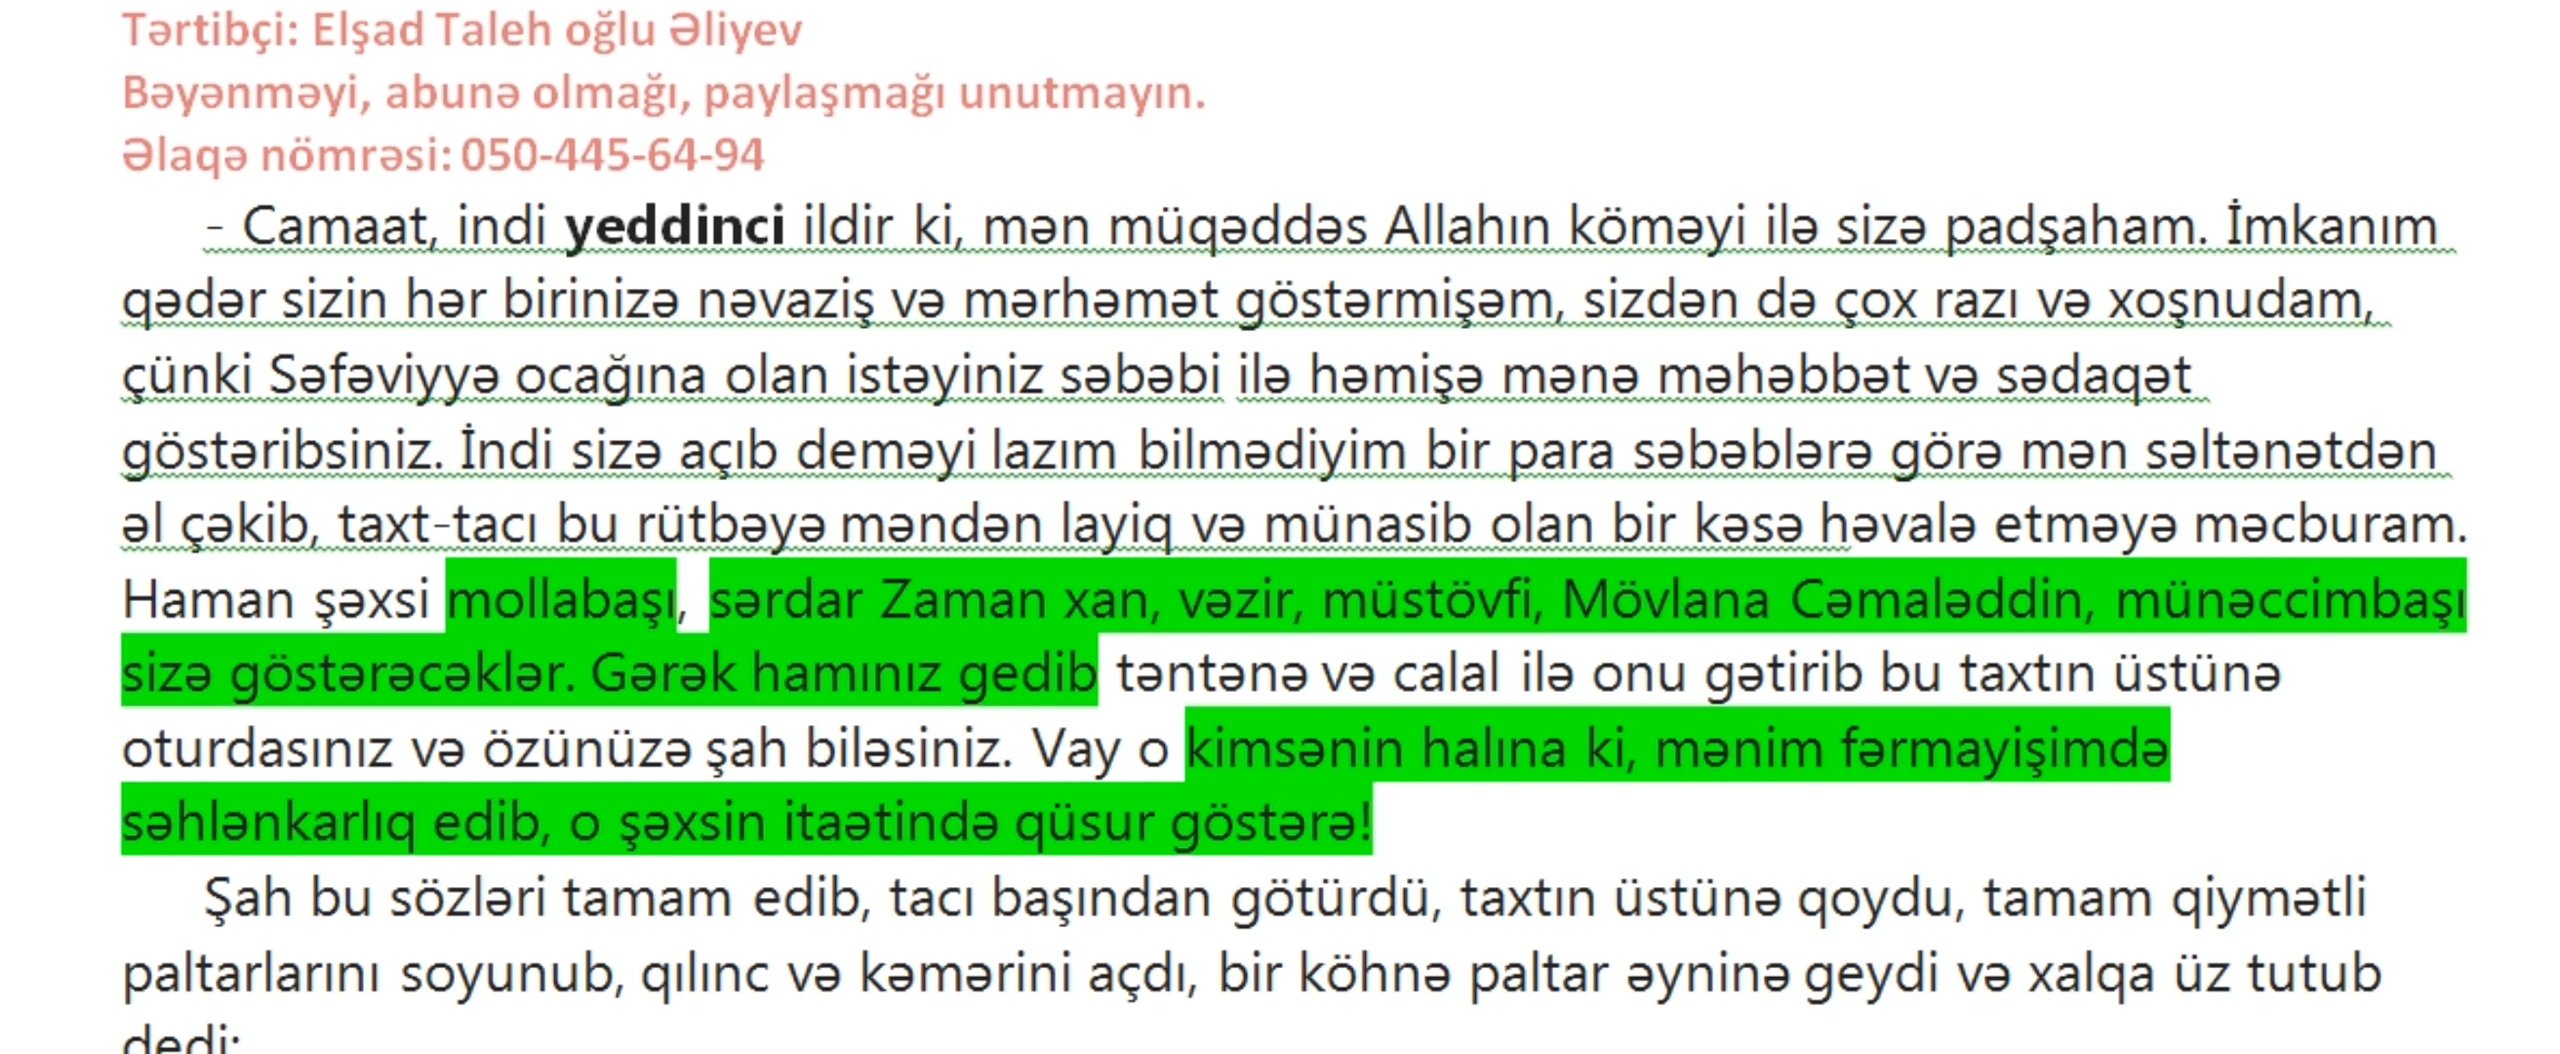 Tərtibçi: Elşad Taleh oğlu Əliyev
Bəyənməyi, abunə olmağı, paylaşmağı unutmayın.
Əlaqə nömrəsi: 050-445-64-94
- Camaat, indi yeddinci ildir ki, mən müqəddəs Allahın köməyi ilə sizə padşaham. İmkanım
qədər sizin hər birinizə nəvaziş və mərhəmət göstərmişəm, sizdən də çox razı və xoşnudam,
çünki Səfəviyyə ocağına olan istəyiniz səbəbi ilə həmişə mənə məhəbbət və sədaqət
göstəribsiniz. İndi sizə açıb deməyi lazım bilmədiyim bir para səbəblərə görə mən səltənətdən
əl çəkib, taxt-tacı bu rütbəyə məndən layiq və münasib olan bir kəsə həvalə etməyə məcburam.
Haman şəxsi mollabaşı, sərdar Zaman xan, vəzir, müstövfi, Mövlana Cəmaləddin, münəccimbaşı
sizə göstərəcəklər. Gərək hamınız gedib təntənə və calal ilə onu gətirib bu taxtın üstünə
oturdasınız və özünüzə şah biləsiniz. Vay o kimsənin halına ki, mənim fərmayişimdə
səhlənkarlıq edib, o şəxsin itaətində qüsur göstərə!
Şah bu sözləri tamam edib, tacı başından götürdü, taxtın üstünə qoydu, tamam qiymətli
paltarlarını soyunub, qılınc və kəmərini açdı, bir köhnə paltar əyninə geydi və xalqa üz tutub
dedi: